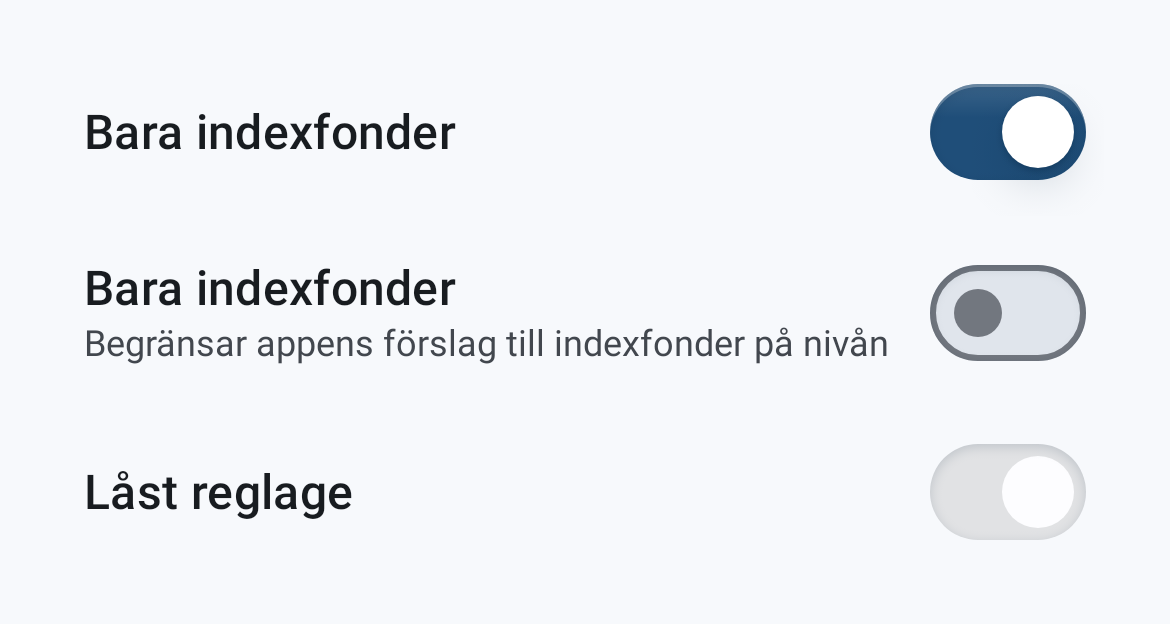 Bara indexfonder
Bara indexfonder
Begränsar appens förslag till indexfonder på nivån
Låst reglage